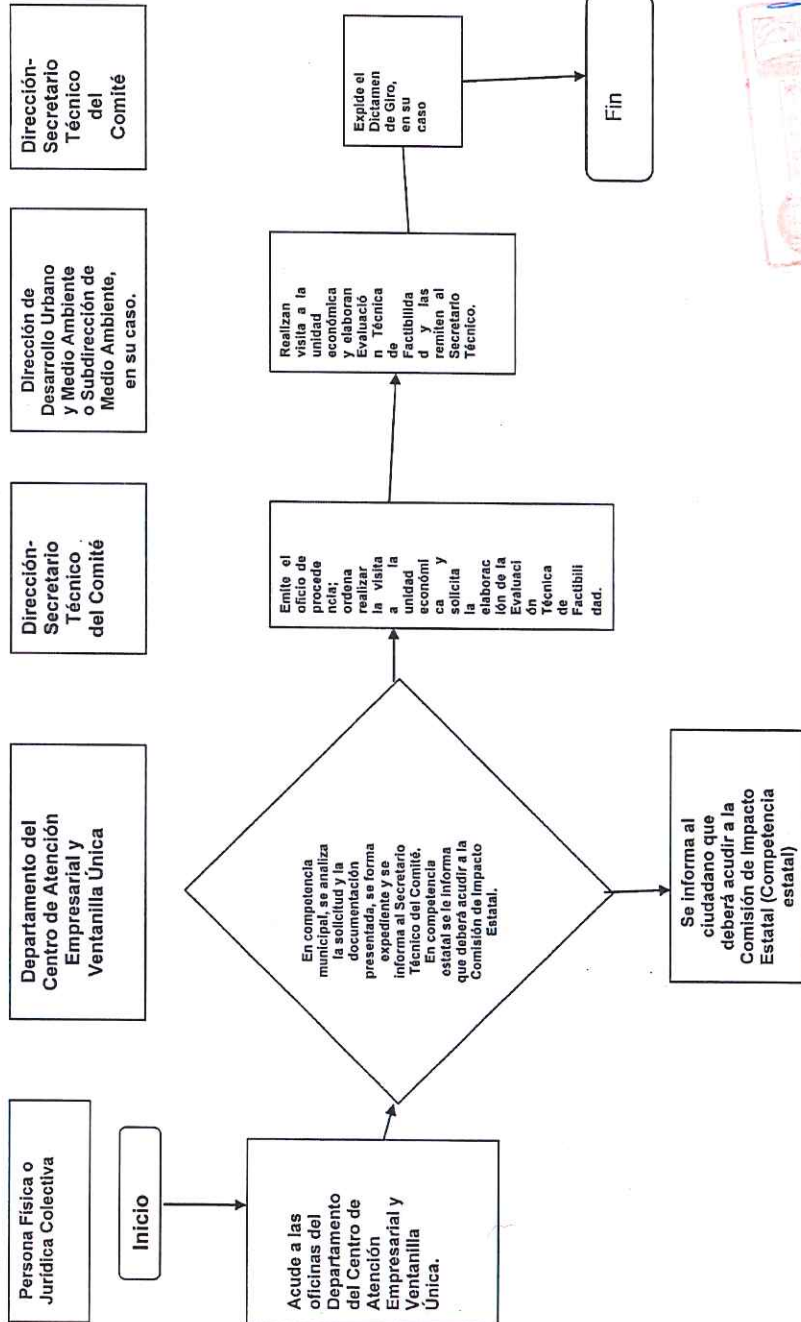 Persona Física o
Jurídica Colectiva
Departamento del
Centro de Atención
Empresarial y
Ventanilla Única
Dirección-
Secretario
Técnico
del Comité
Dirección de
Desarrollo Urbano
y Medio Ambiente
o Subdirección de
Medio Ambiente,
en su caso.
Dirección-
Secretario
Técnico
del
Comité
Inicio
Acude a las
oficinas del
Departamento
del Centro de
Atención
Empresarial y
Ventanilla
Única.
En competencia
municipal, se analiza
la solicitud y la
documentación
presentada, se forma
expediente y se
informa al Secretario
Técnico del Comité.
En competencia
estatal se le informa
que deberá acudir a la
Comisión de Impacto
Estatal.
Se informa al
ciudadano que
deberá acudir a la
Comisión de Impacto
Estatal (Competencia
estatal)
Emite el
oficio de
procede
ncia;
ordena
realizar
la visita
a la
unidad
económi
ca y
solicita
la
elaborac
ión de la
Evaluaci
ón
Técnica
de
Factibili
dad.
Realizan
visita a la
unidad
económica
y elaboran
Evaluació
n Técnica
de
Factibilida
d y las
remiten al
Secretario
Técnico.
Expide el
Dictamen
de Giro,
en su
caso
Fin